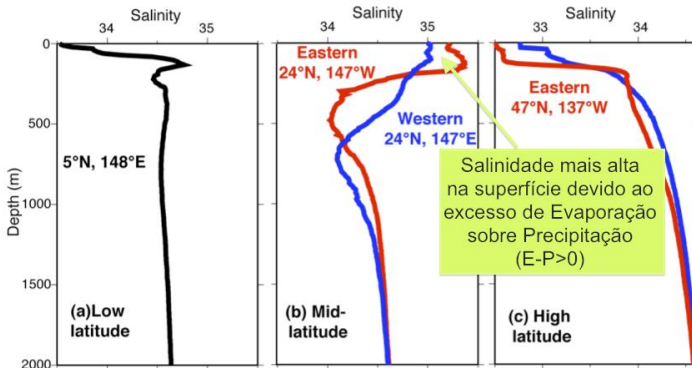 Salinity
Salinity
Salinity
34 35
34 35
33 34
0
500
1000
1500
2000
Depth (m)
5°N, 148°E
(a)Low
latitude
Eastern
24°N, 147°W
Western
24°N, 147°E
(b) Mid-
latitude
Eastern
47°N, 137°W
(c) High
latitude
Salinidade mais alta
na superfície devido ao
excesso de Evaporação
sobre Precipitação
(E-P>0)